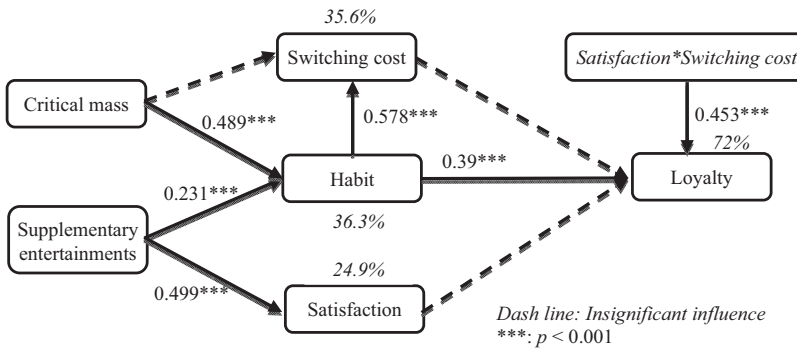 35.6%
Switching cost
Satisfaction*Switching cost
Critical mass
0.489***
0.578***
0.453***
72%
Habit
0.39***
Loyalty
0.231***
36.3%
Supplementary
entertainments
24.9%
0.499***
Satisfaction
Dash line: Insignificant influence
***: p < 0.001